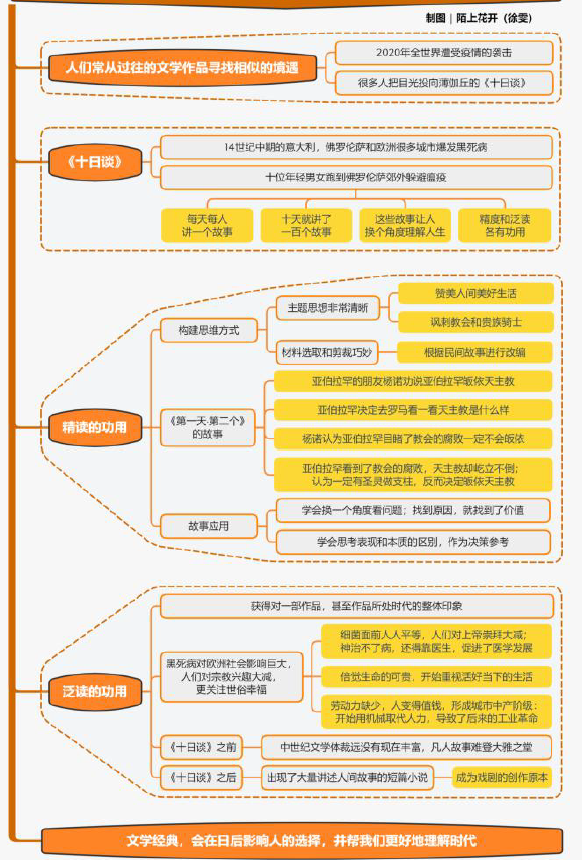 制图 | 陌上花开（徐雯）
人们常从过往的文学作品寻找相似的境遇
2020年全世界遭受疫情的袭击
很多人把目光投向薄伽丘的《十日谈》
《十日谈》
14世纪中期的意大利，佛罗伦萨和欧洲很多城市爆发黑死病
十位年轻男女跑到佛罗伦萨郊外躲避瘟疫
每天每人
讲一个故事
十天就讲了
一百个故事
这些故事让人
换个角度理解人生
精度和泛读
各有功用
精读的功用
构建思维方式
主题思想非常清晰
赞美人间美好生活
讽刺教会和贵族骑士
材料选取和剪裁巧妙
根据民间故事进行改编
《第一天·第二个》
的故事
亚伯拉罕的朋友杨诺劝说亚伯拉罕皈依天主教
亚伯拉罕决定去罗马看一看天主教是什么样
杨诺认为亚伯拉罕目睹了教会的腐败一定不会皈依
亚伯拉罕看到了教会的腐败，天主教却屹立不倒；
认为一定有圣灵做支柱，反而决定皈依天主教
故事应用
学会换一个角度看问题；找到原因，就找到了价值
学会思考表现和本质的区别，作为决策参考
泛读的功用
获得对一部作品，甚至作品所处时代的整体印象
黑死病对欧洲社会影响巨大，
人们对宗教兴趣大减，
更关注世俗幸福
细菌面前人人平等，人们对上帝崇拜大减；
神治不了病，还得靠医生，促进了医学发展
倍觉生命的可贵，开始重视活好当下的生活
劳动力缺少，人变得值钱，形成城市中产阶级；
开始用机械取代人力，导致了后来的工业革命
《十日谈》之前
中世纪文学体裁远没有现在丰富，凡人故事难登大雅之堂
《十日谈》之后
出现了大量讲述人间故事的短篇小说
成为戏剧的创作原本
文学经典，会在日后影响人的选择，并帮我们更好地理解时代